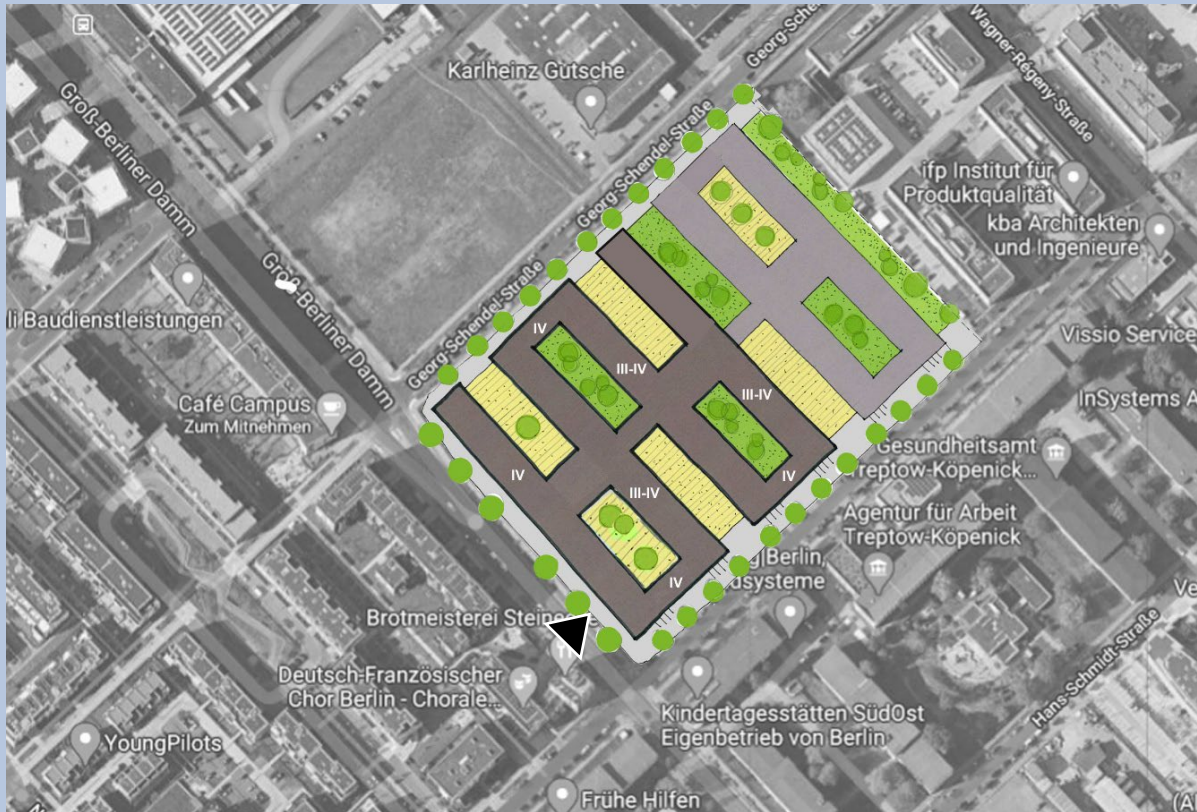 Georg-Sche
Wagner-Régeny-Straße
Karlheinz Gutsche
Groß-Berliner Damm
Georg-Schendel-Straße
ifp Institut für
Produktqualität
kba Architekten
und Ingenieure
Groß Berliner Damm
Georg-Schendel-Straße
li Baudienstleistungen
IV
Vissio Service
III-IV
III-IV
Café Campus
Zum Mitnehmen
InSystems A
Gesundheitsamt
Treptow-Köpenick...
IV
IV
III-IV
Agentur für Arbeit
Treptow-Köpenick
g|Berlin,
dsysteme
IV
Ve
Brotmeisterei Steine
Deutsch-Französischer
Chor Berlin - Chorale...
Hans-Schmidt-Straße
Kindertagesstätten SüdOst
Eigenbetrieb von Berlin
YoungPilots
Frühe Hilfen
(A